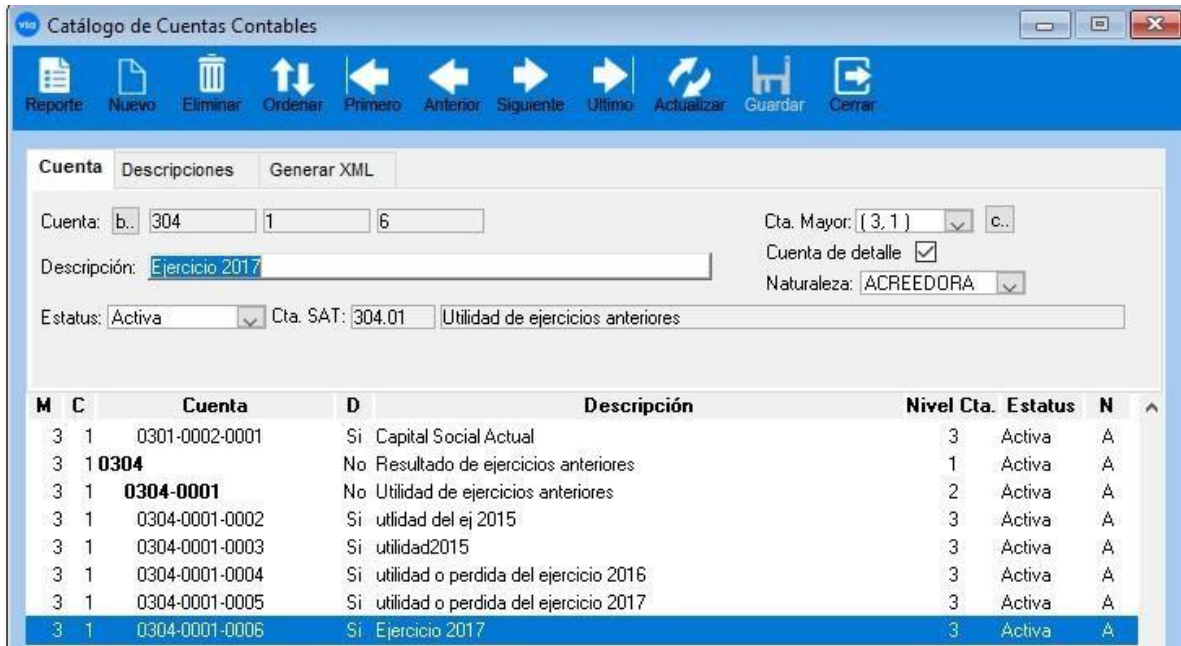 via Catálogo de Cuentas Contables
Reporte Nuevo Eliminar Ordenar Primero Anterior Siguiente Ultimo Actualizar Guardar Cerrar
Cuenta Descripciones Generar XML
Cuenta: b.. 304 1 6 Cta. Mayor: ( 3, 1 ) c..
Cuenta de detalle
Descripción: Ejercicio 2017
Naturaleza: ACREEDORA
Estatus: Activa Cta. SAT: 304.01 Utilidad de ejercicios anteriores
M C Cuenta D Descripción Nivel Cta. Estatus N
3 1 0301-0002-0001 Si Capital Social Actual 3 Activa A
3 1 0304 No Resultado de ejercicios anteriores 1 Activa A
3 1 0304-0001 No Utilidad de ejercicios anteriores 2 Activa A
3 1 0304-0001-0002 Si utlidad del ej 2015 3 Activa A
3 1 0304-0001-0003 Si utilidad2015 3 Activa A
3 1 0304-0001-0004 Si utilidad o perdida del ejercicio 2016 3 Activa A
3 1 0304-0001-0005 Si utilidad o perdida del ejercicio 2017 3 Activa A
3 1 0304-0001-0006 Si Ejercicio 2017 3 Activa A